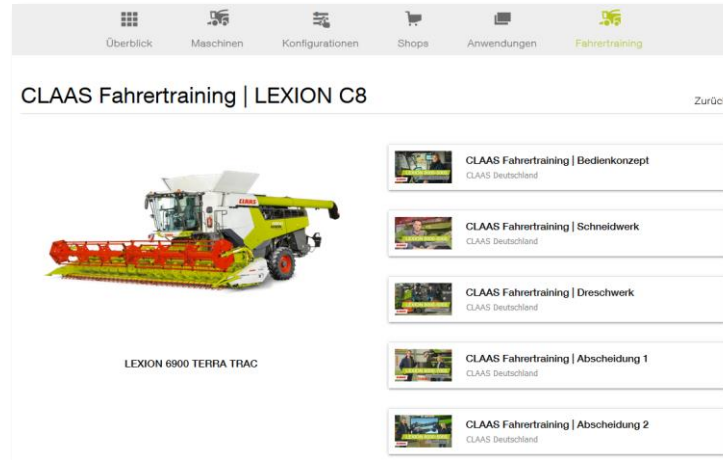 Überblick
Maschinen
Konfigurationen
Shops
Anwendungen
Fahrertraining
CLAAS Fahrertraining | LEXION C8
Zurück
CLAAS
LEXION 6900 TERRA TRAC
CLAAS Fahrertraining | Bedienkonzept
CLAAS Deutschland
CLAAS Fahrertraining | Schneidwerk
CLAAS Deutschland
CLAAS Fahrertraining | Dreschwerk
CLAAS Deutschland
CLAAS Fahrertraining | Abscheidung 1
CLAAS Deutschland
CLAAS Fahrertraining | Abscheidung 2
CLAAS Deutschland